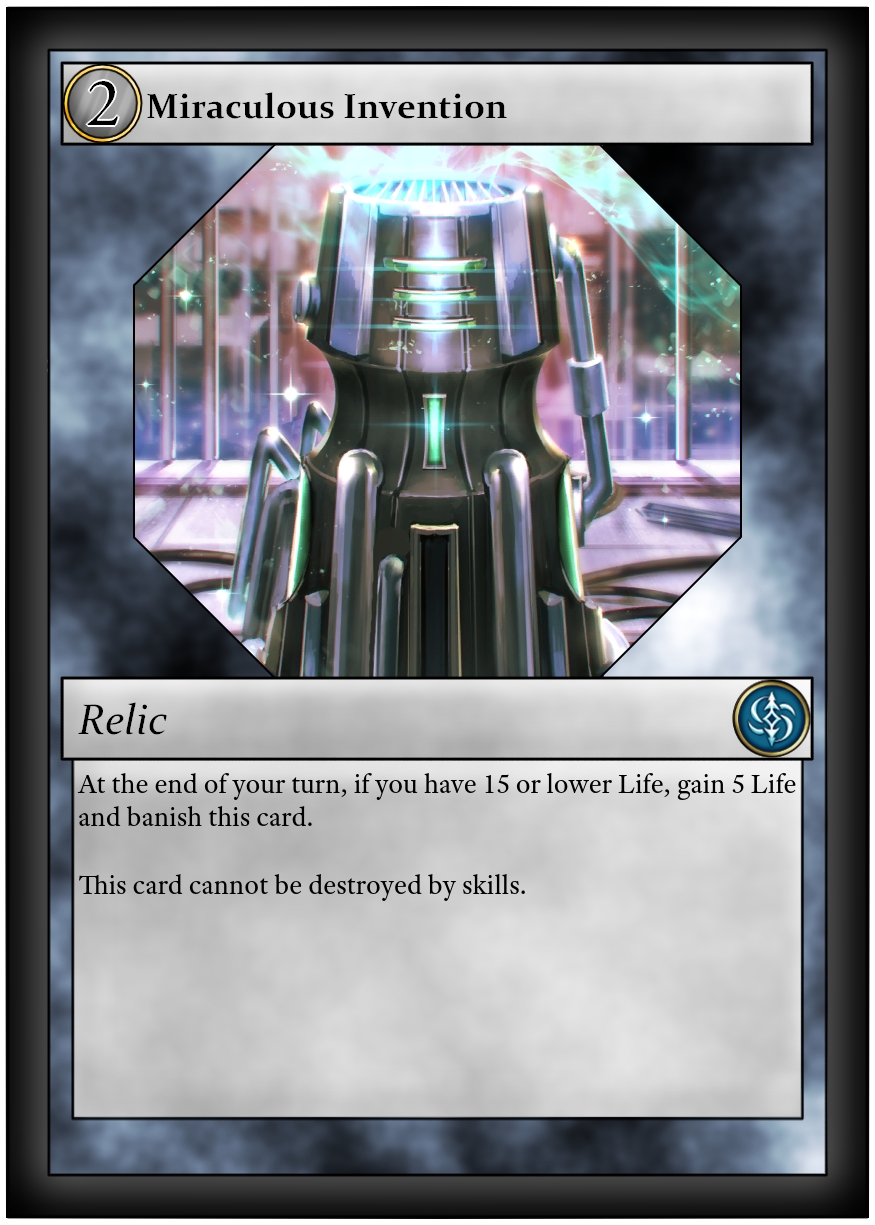 2
Miraculous Invention
Relic
At the end of your turn, if you have 15 or lower Life, gain 5 Life
and banish this card.
This card cannot be destroyed by skills.